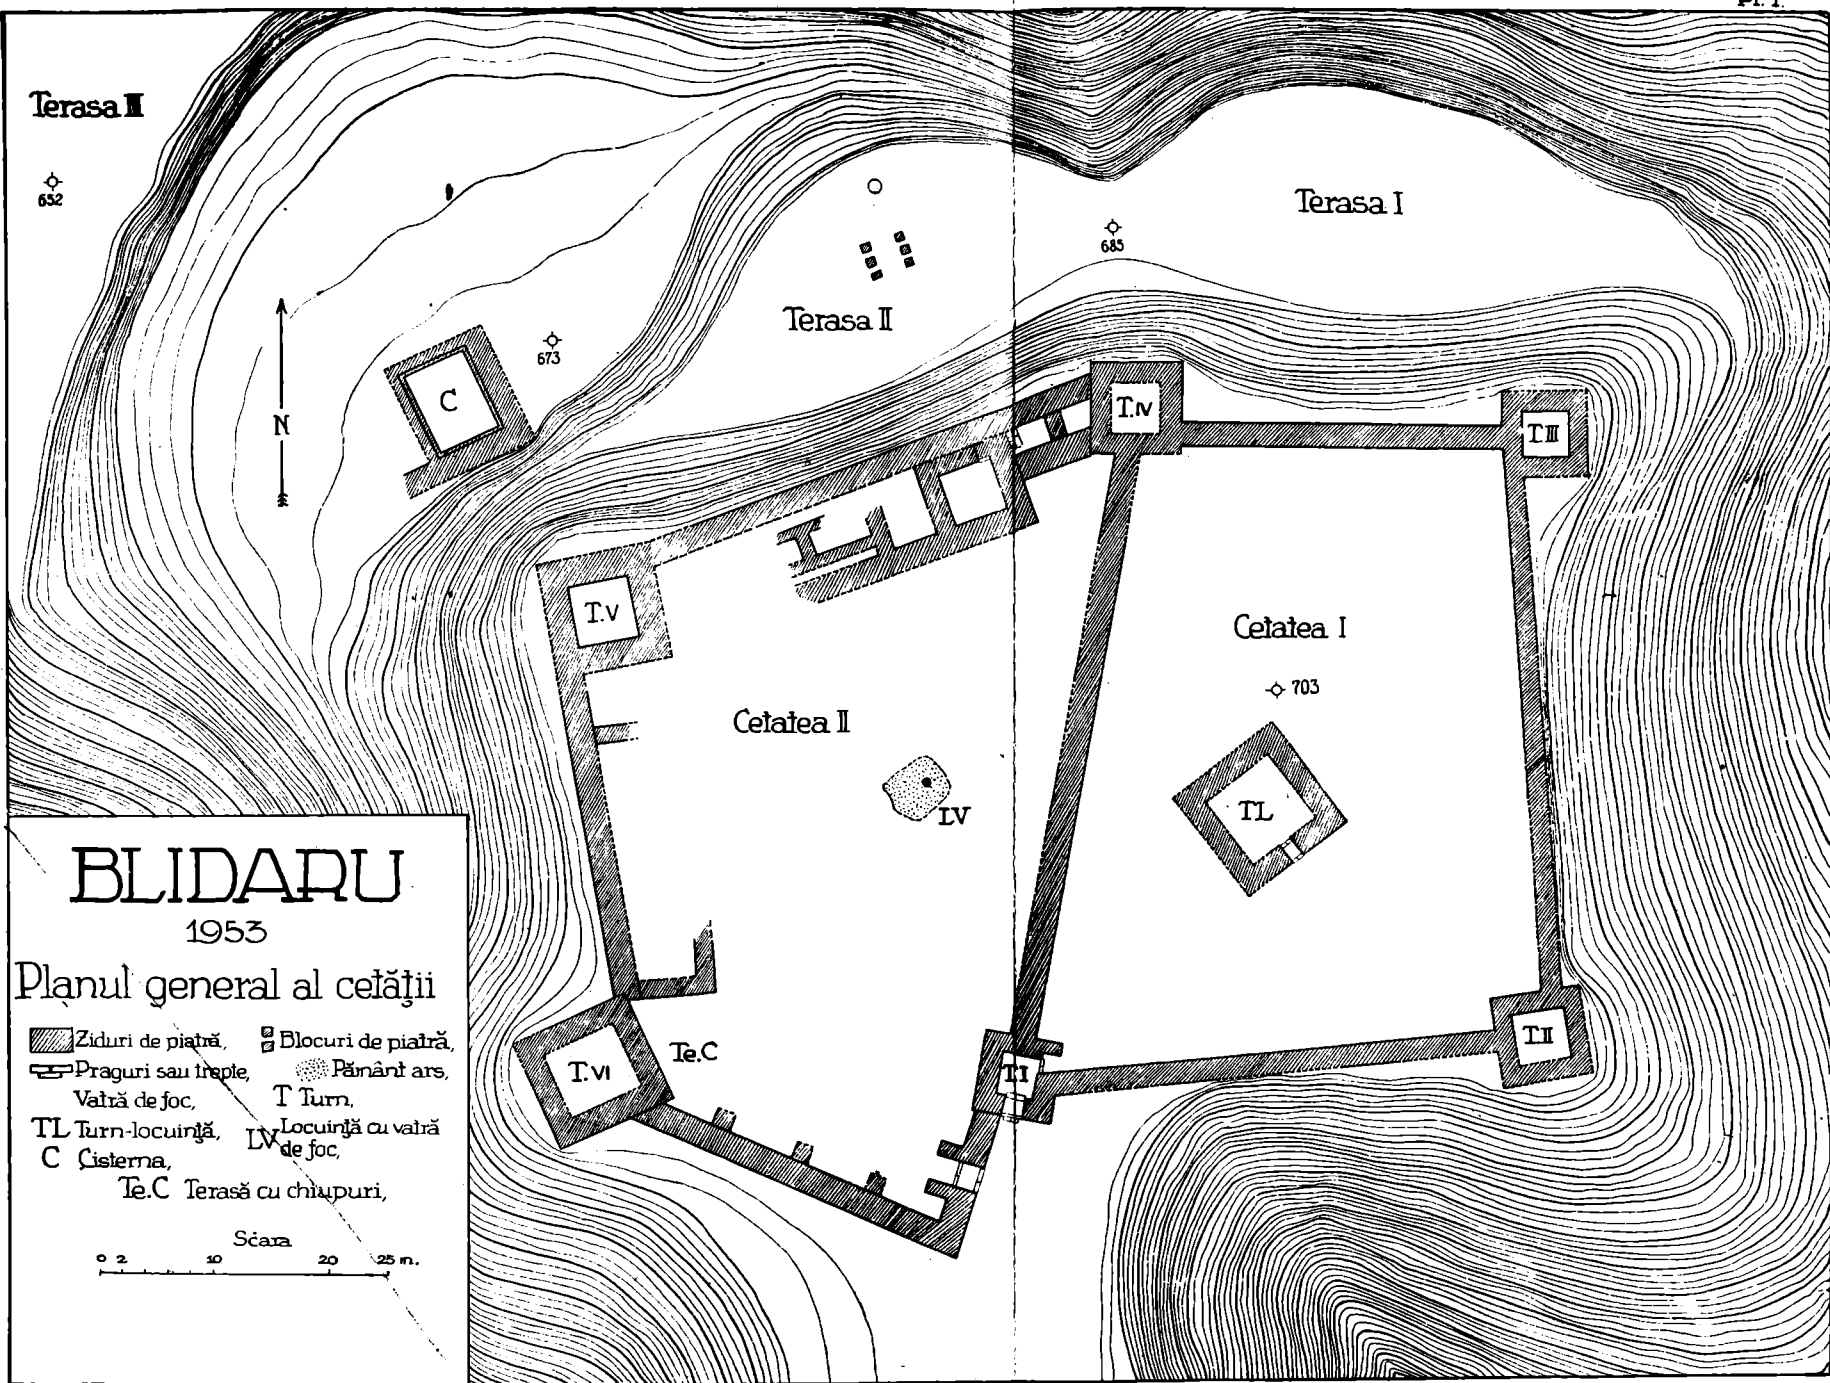 Pl. I.
Terasa III
652
Terasa I
685
Terasa II
673
C
N
T.IV
T.III
T.V
Cetatea I
703
Cetatea II
LV
TL
T.II
T.I
T.VI
Te.C
BLIDARU
1953
Planul general al cetății
Ziduri de piatră, Blocuri de piatră,
Praguri sau trepte, Pământ ars,
Vatră de foc, T Turn,
TL Turn-locuință, LV Locuință cu vatră de foc,
C Cisterna,
Te.C Terasă cu chiupuri,
Scara
0 2 10 20 25 m.